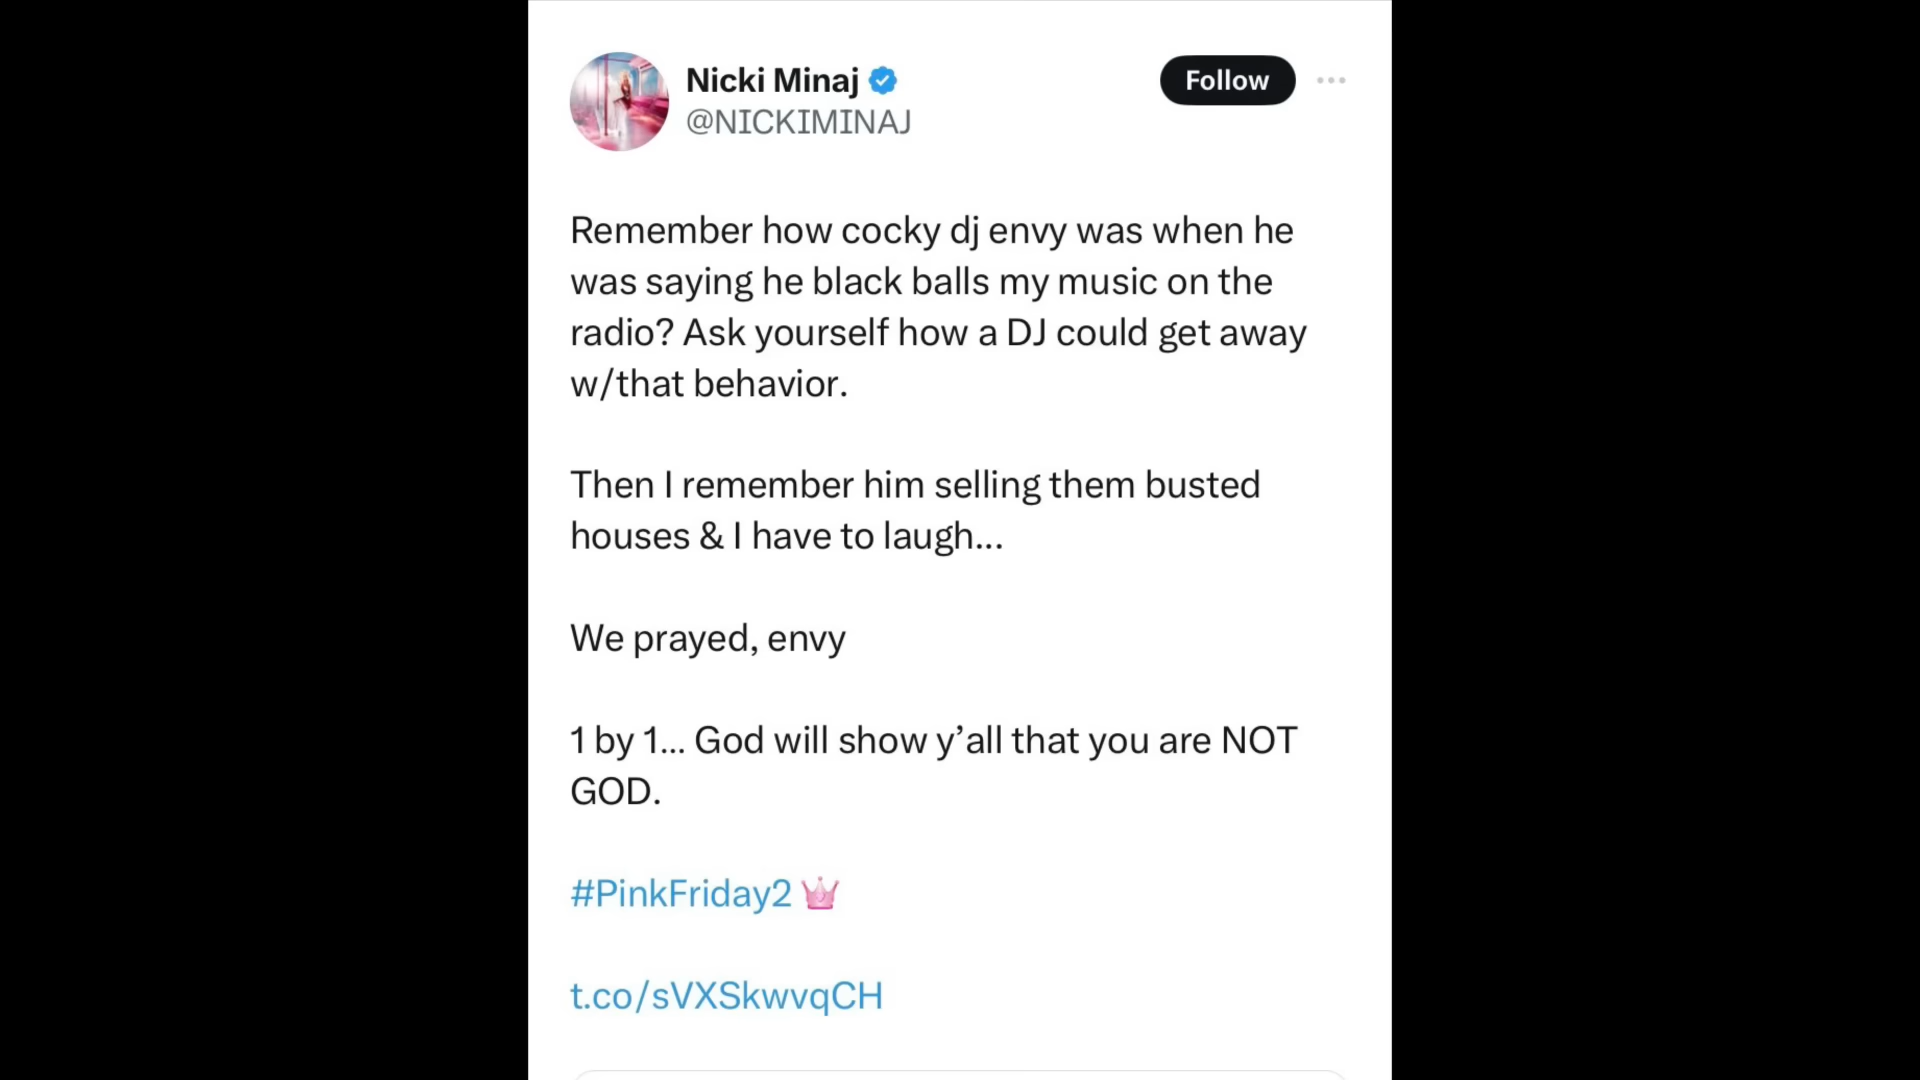 Nicki Minaj
@NICKIMINAJ
Follow
Remember how cocky dj envy was when he
was saying he black balls my music on the
radio? Ask yourself how a DJ could get away
w/that behavior.
Then I remember him selling them busted
houses & I have to laugh...
We prayed, envy
1 by 1... God will show y’all that you are NOT
GOD.
#PinkFriday2
t.co/sVXSkwvqCH